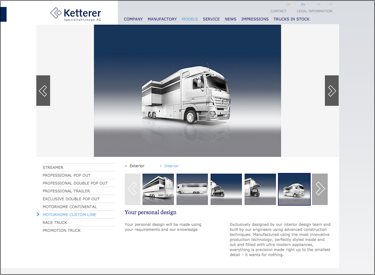 Ketterer
Spezialfahrzeuge AG
CONTACT LEGAL INFORMATION
COMPANY MANUFACTORY MODELS SERVICE NEWS IMPRESSIONS TRUCKS IN STOCK
STREAMER
PROFESSIONAL POP OUT
PROFESSIONAL DOUBLE POP OUT
PROFESSIONAL TRAILER
EXCLUSIVE DOUBLE POP OUT
MOTORHOME CONTINENTAL
MOTORHOME CUSTOM LINE
RACE TRUCK
PROMOTION TRUCK
Exterior Interior
Your personal design
Your personal design will be made using
your requirements and our knowledge
Exclusively designed by our interior design team and
built by our engineers using advanced construction
techniques. Manufactured using the most innovative
production technology, perfectly styled inside and
out and fitted with ultra modern appliances,
everything is possible made right up to the smallest
detail – it wants for nothing.